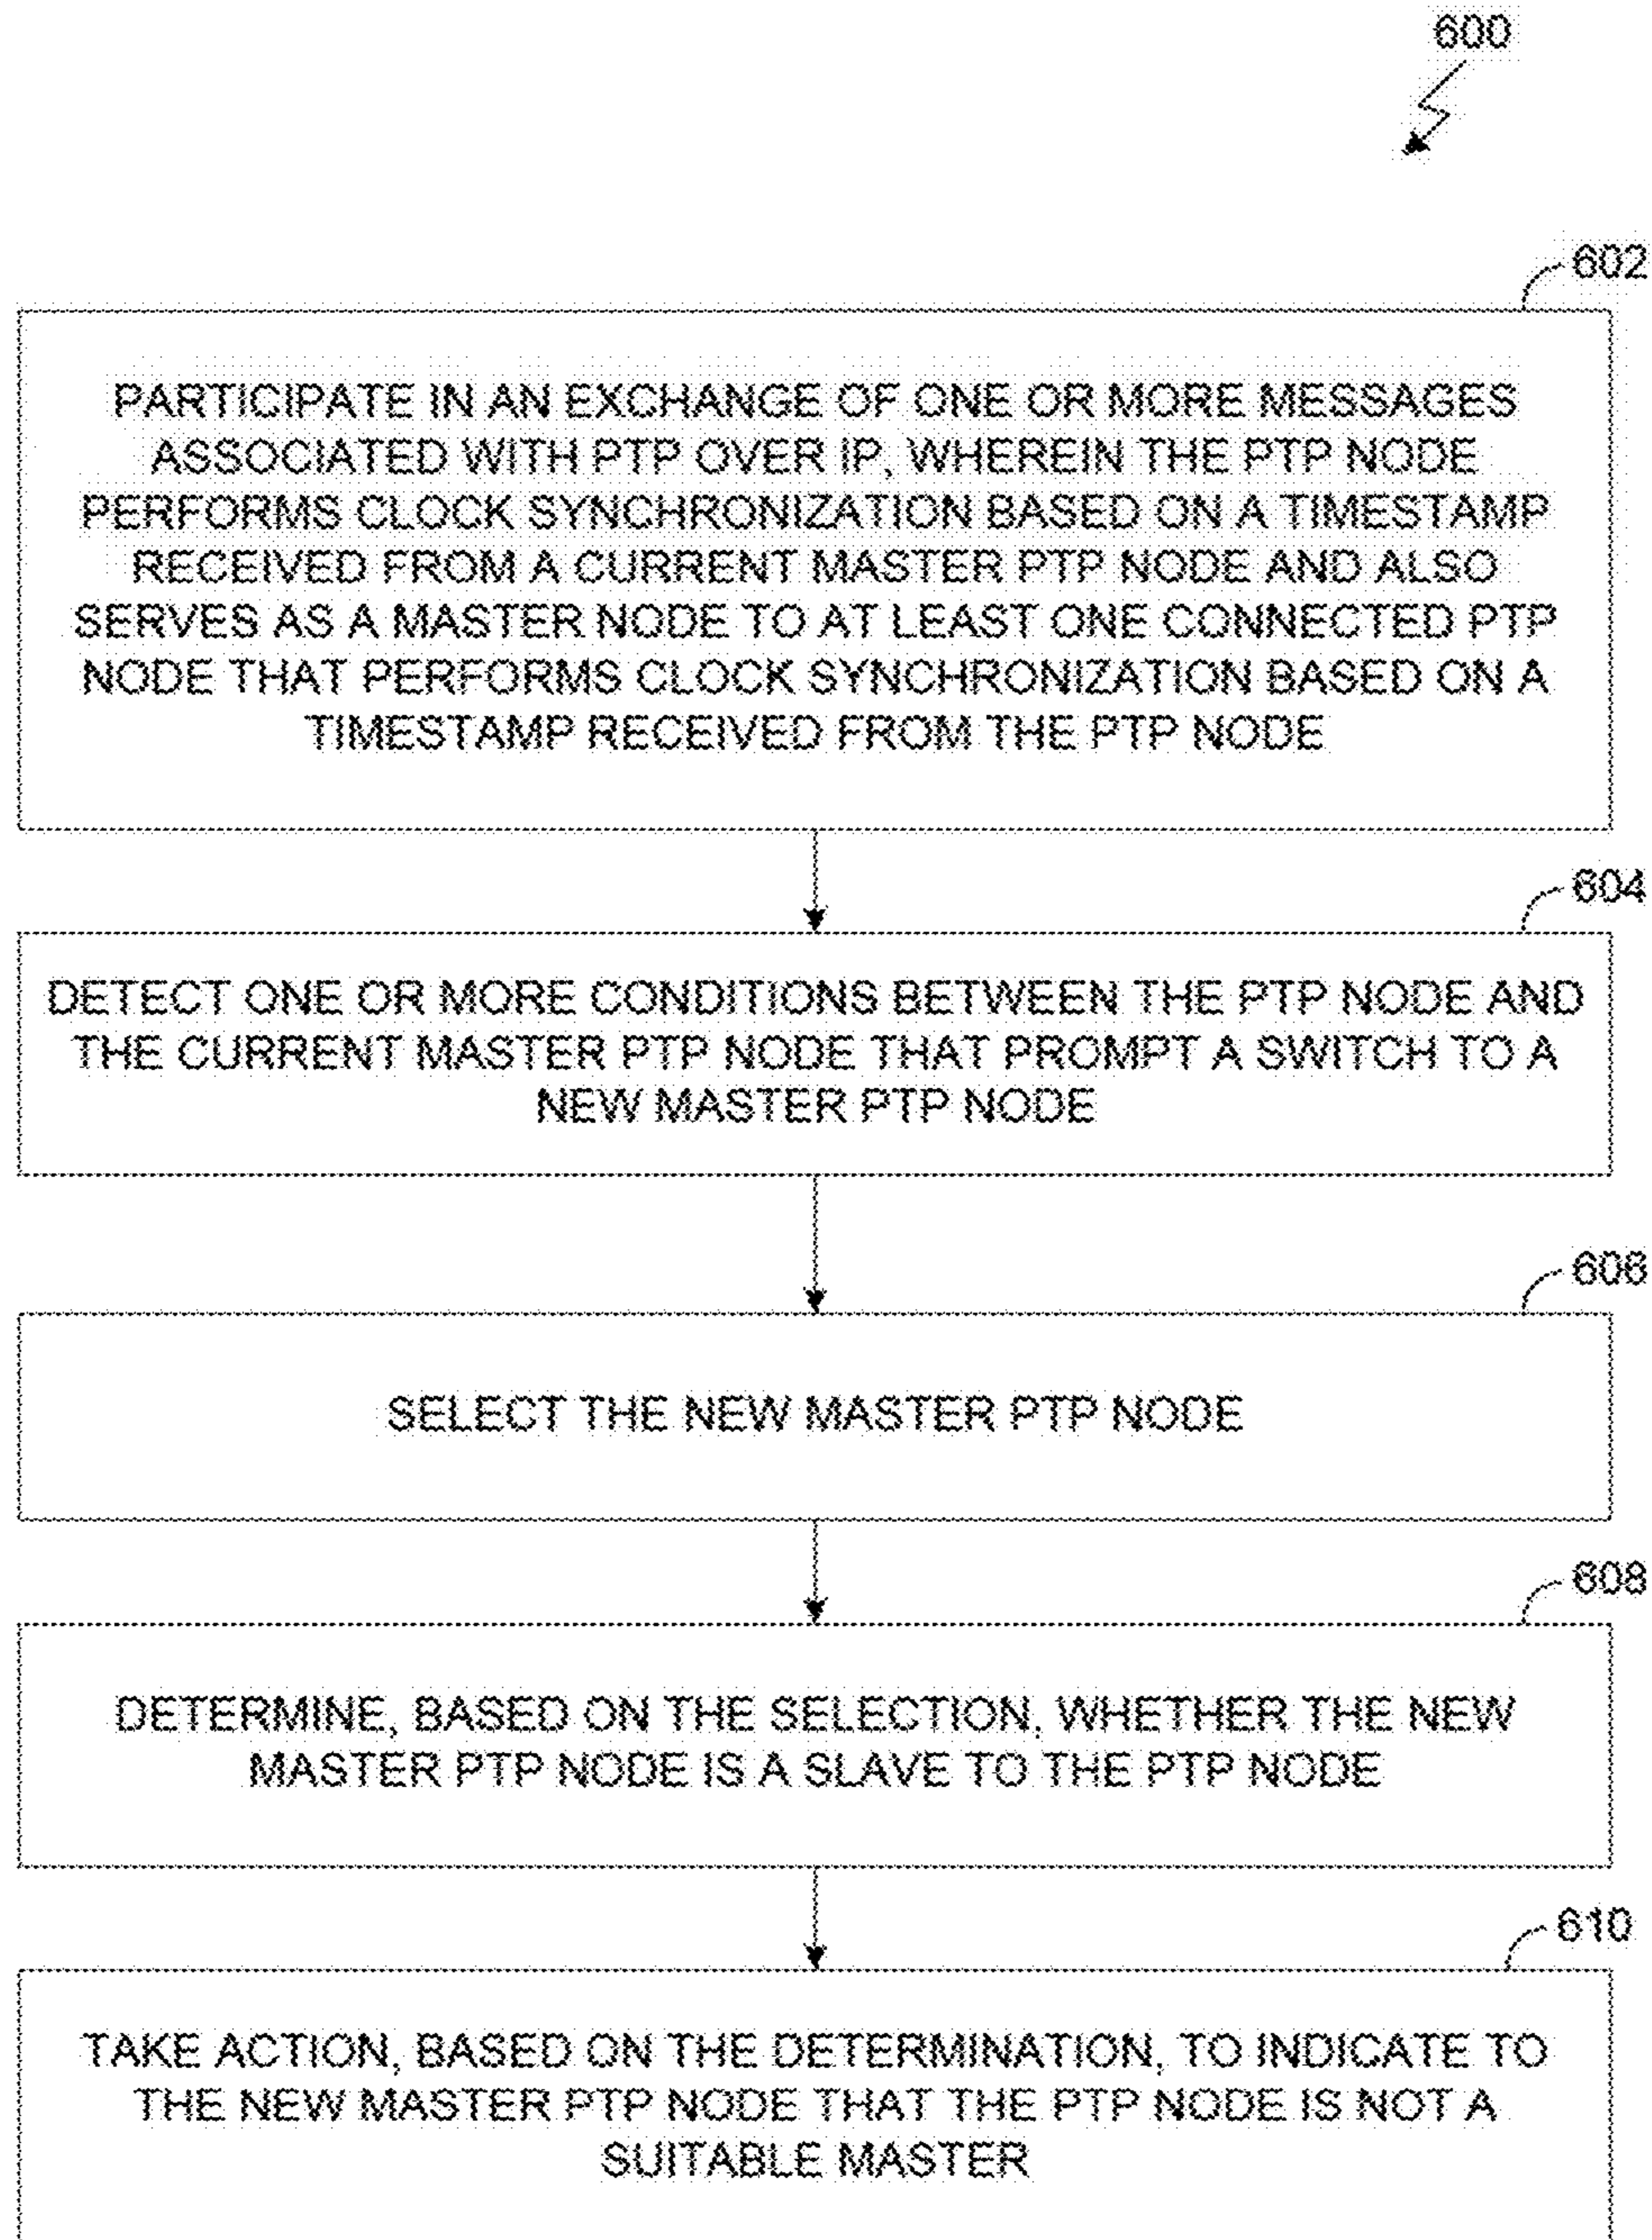 600
602
PARTICIPATE IN AN EXCHANGE OF ONE OR MORE MESSAGES
ASSOCIATED WITH PTP OVER IP, WHEREIN THE PTP NODE
PERFORMS CLOCK SYNCHRONIZATION BASED ON A TIMESTAMP
RECEIVED FROM A CURRENT MASTER PTP NODE AND ALSO
SERVES AS A MASTER NODE TO AT LEAST ONE CONNECTED PTP
NODE THAT PERFORMS CLOCK SYNCHRONIZATION BASED ON A
TIMESTAMP RECEIVED FROM THE PTP NODE
604
DETECT ONE OR MORE CONDITIONS BETWEEN THE PTP NODE AND
THE CURRENT MASTER PTP NODE THAT PROMPT A SWITCH TO A
NEW MASTER PTP NODE
606
SELECT THE NEW MASTER PTP NODE
608
DETERMINE, BASED ON THE SELECTION, WHETHER THE NEW
MASTER PTP NODE IS A SLAVE TO THE PTP NODE
610
TAKE ACTION, BASED ON THE DETERMINATION, TO INDICATE TO
THE NEW MASTER PTP NODE THAT THE PTP NODE IS NOT A
SUITABLE MASTER